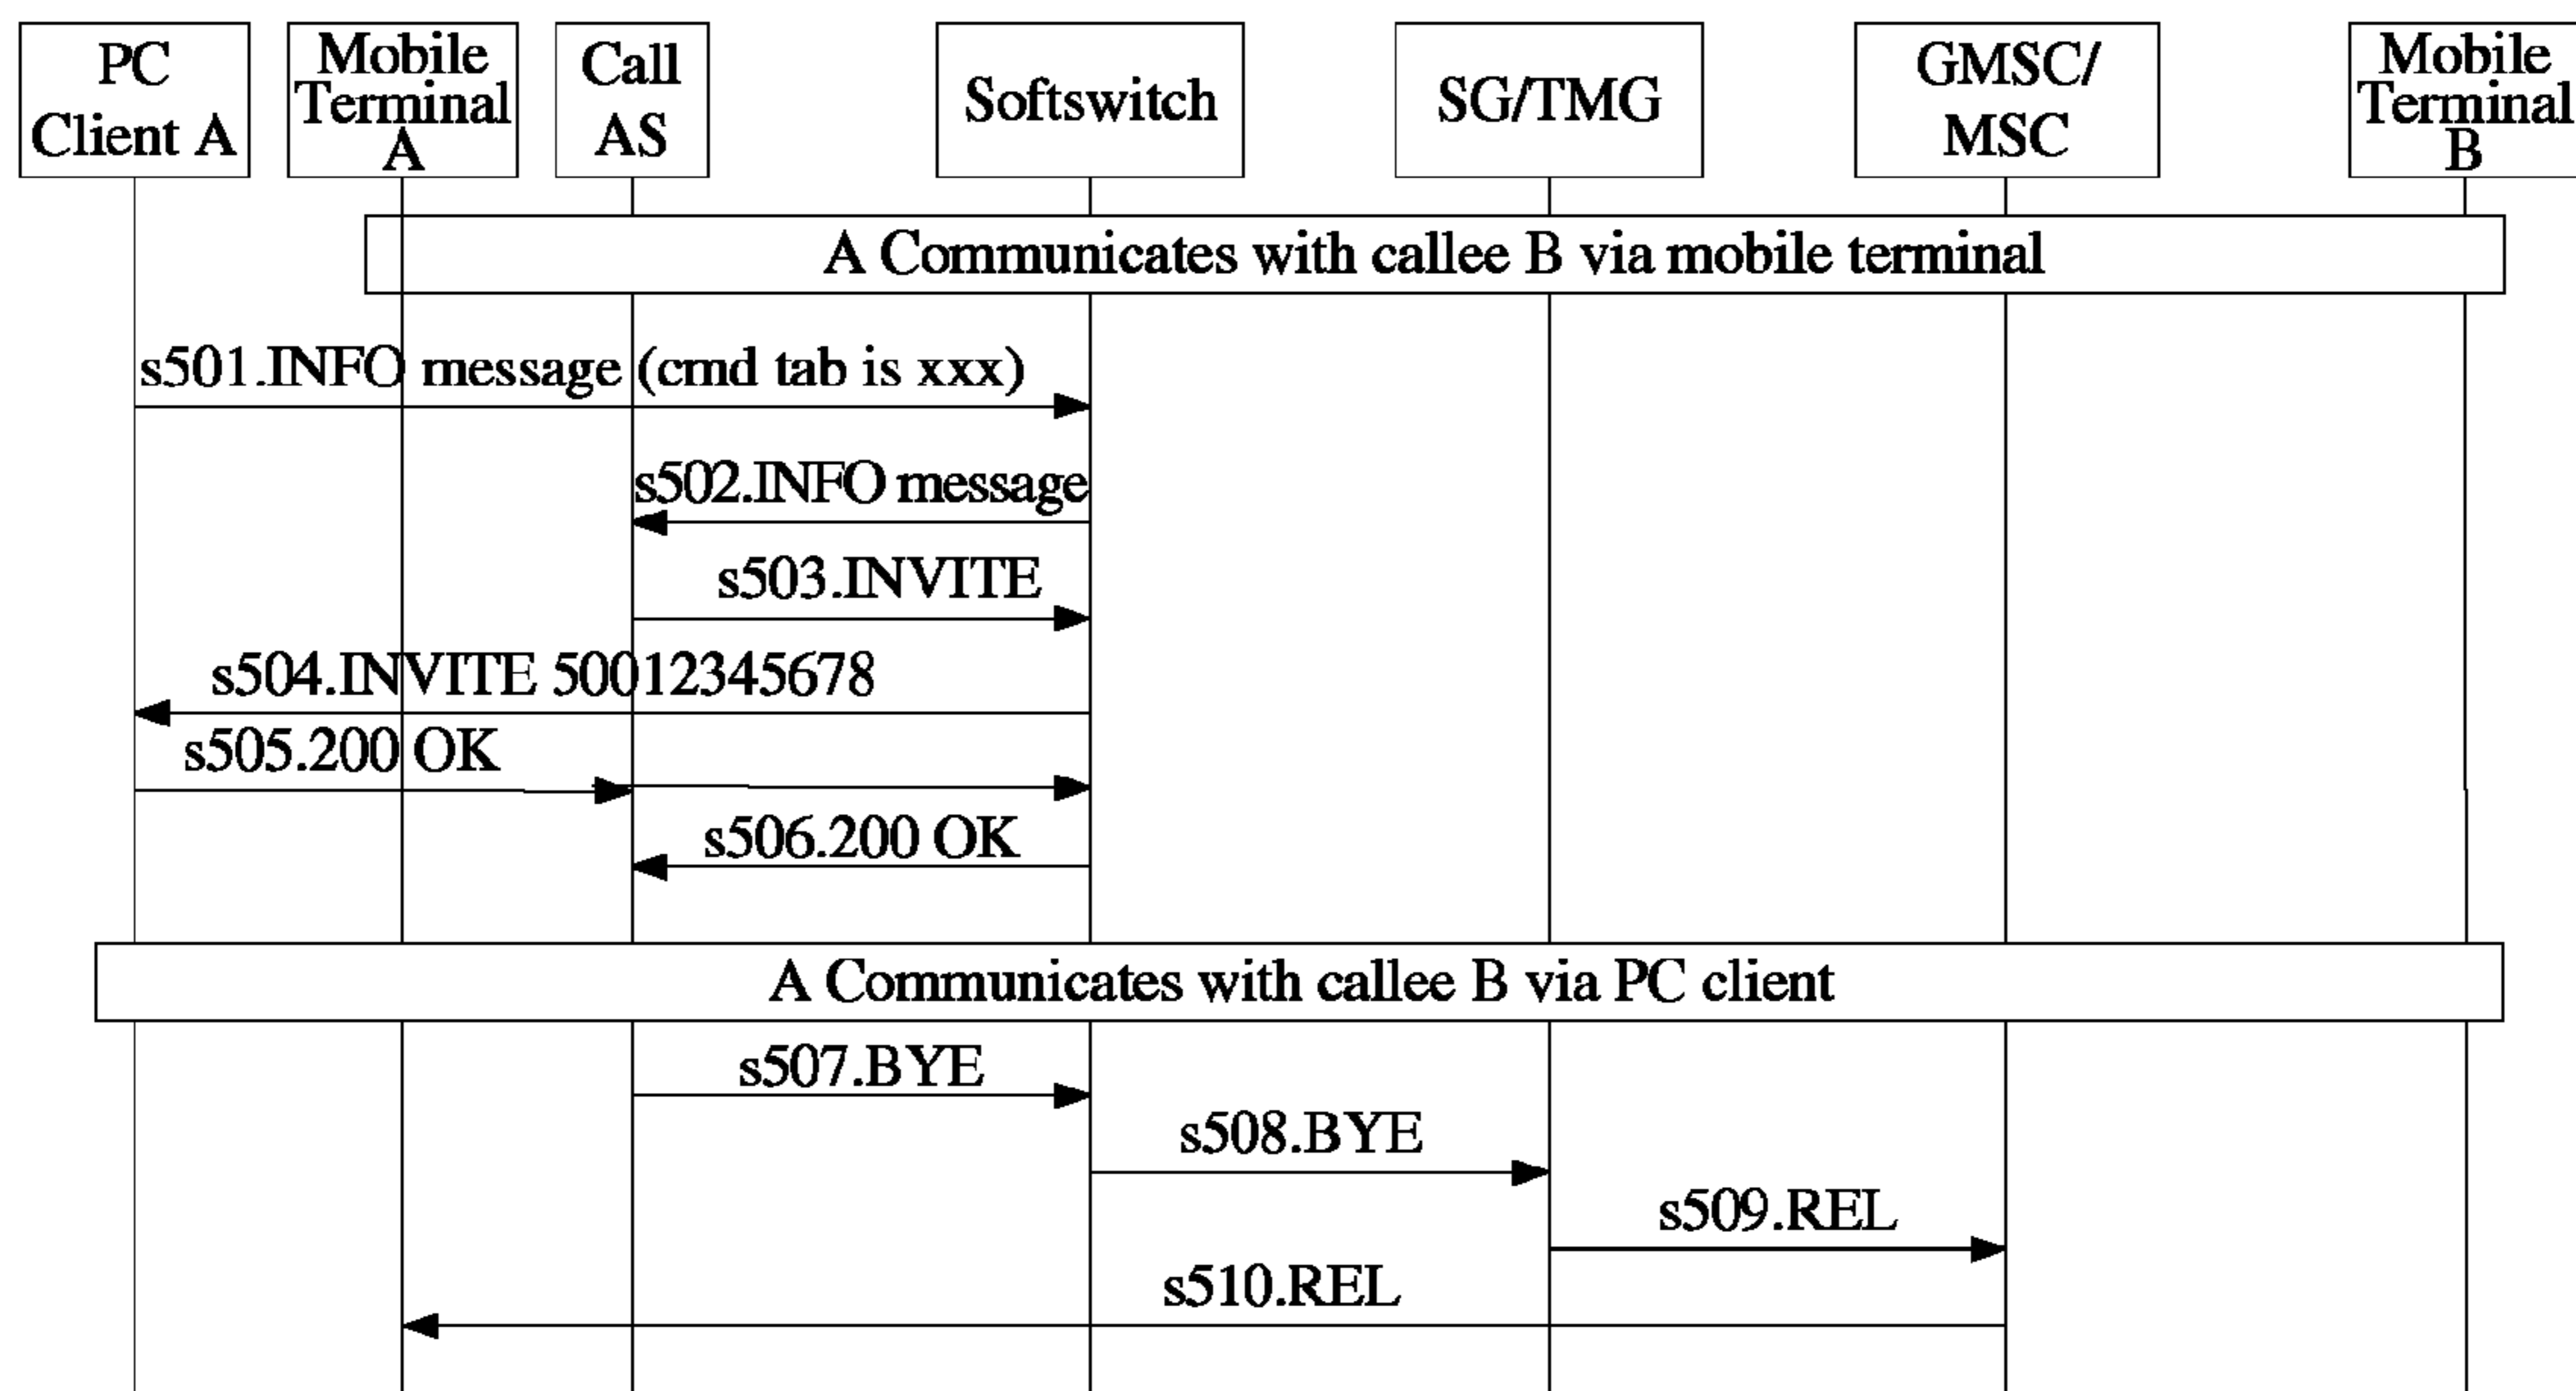 PC
Client A
Mobile
Terminal
A
Call
AS
Softswitch
SG/TMG
GMSC/
MSC
Mobile
Terminal
B
A Communicates with callee B via mobile terminal
s501.INFO message (cmd tab is xxx)
s502.INFO message
s503.INVITE
s504.INVITE 50012345678
s505.200 OK
s506.200 OK
A Communicates with callee B via PC client
s507.BYE
s508.BYE
s509.REL
s510.REL